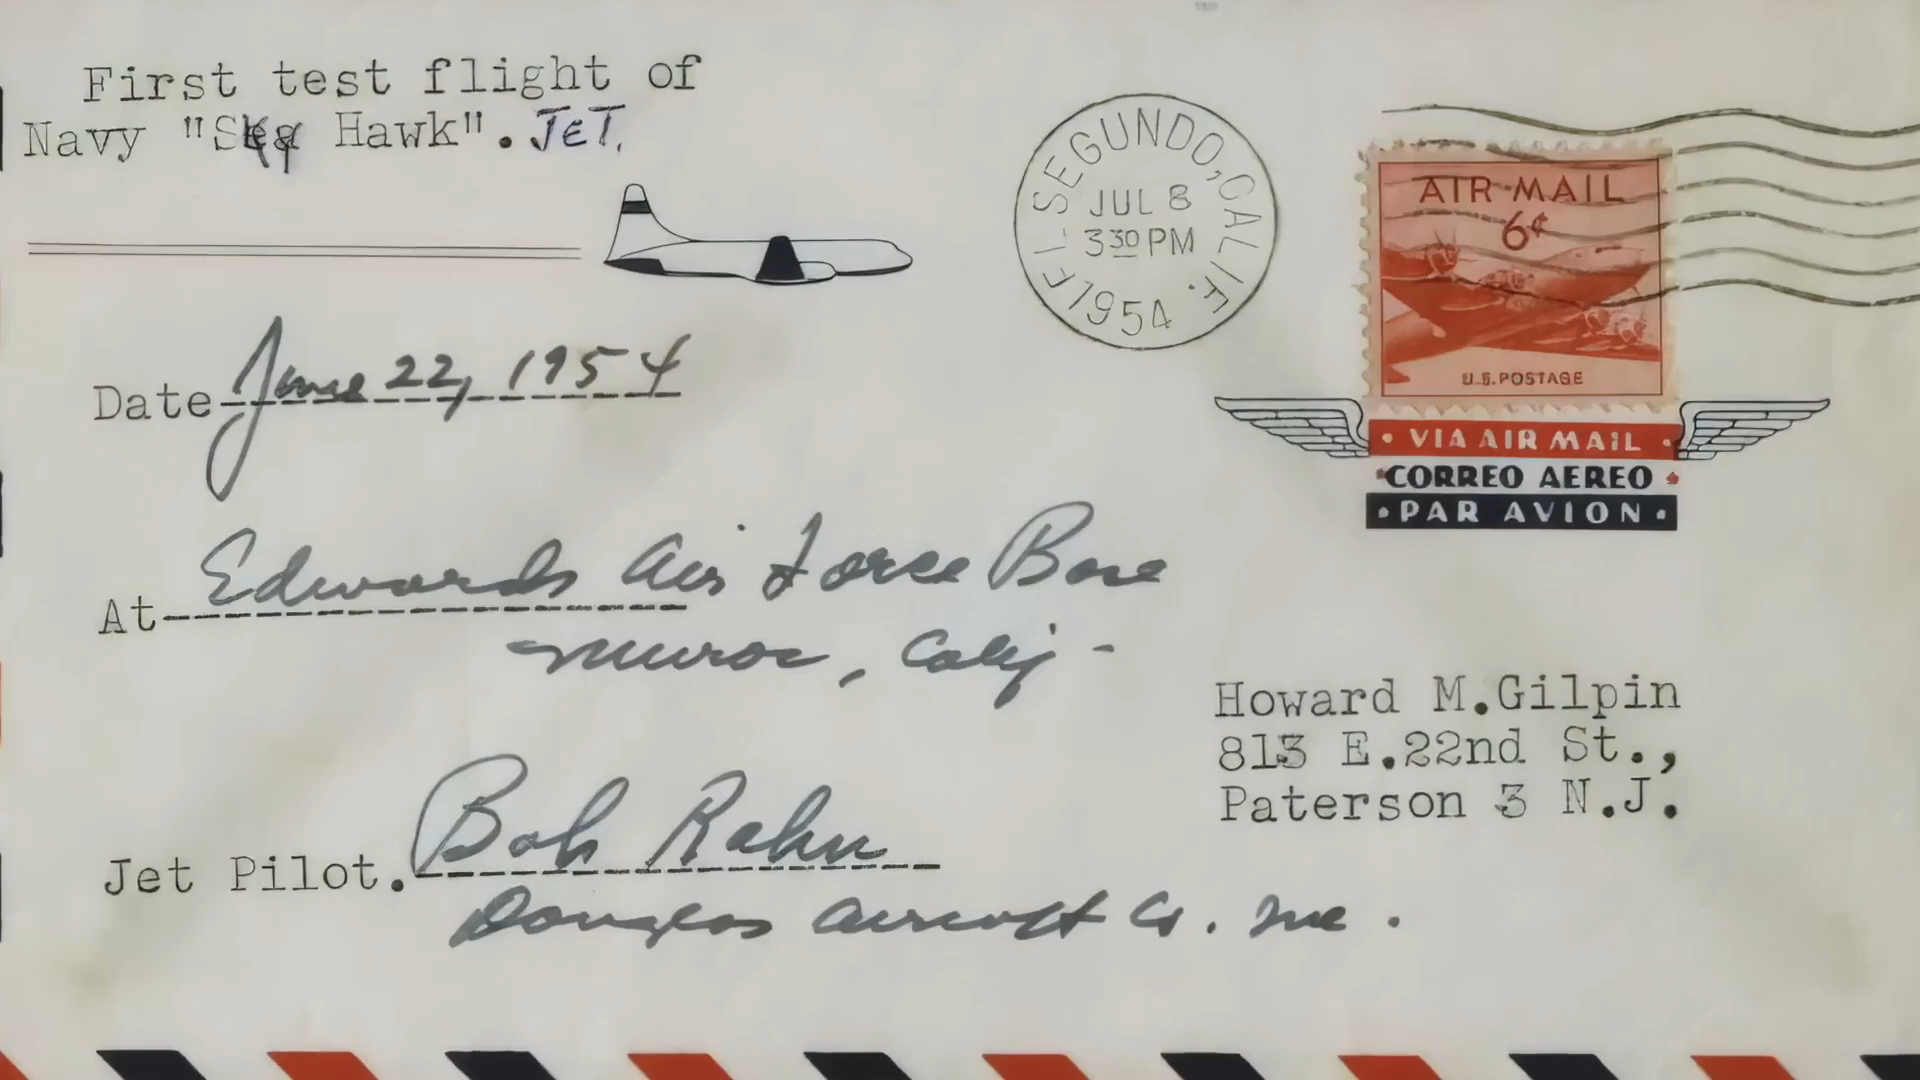 First test flight of
Navy "Sky Hawk". JET.
EL SEGUNDO, CALIF.
JUL 8
3 30 PM
1954
AIR MAIL
6¢
U.S. POSTAGE
• VIA AIR MAIL •
CORREO AEREO
• PAR AVION •
Date June 22, 1954
At Edwards Air Force Base
Muroc, Calif-
Howard M.Gilpin
813 E.22nd St.,
Paterson 3 N.J.
Jet Pilot. Bob Rahn
Douglas Aircraft Co. Inc.